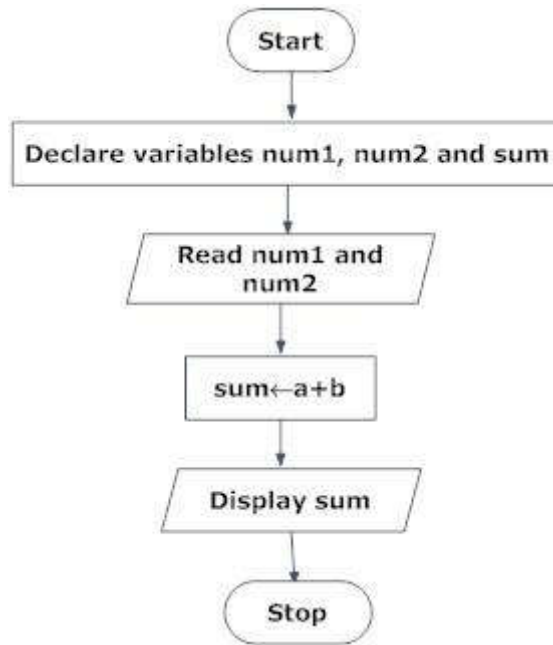 Start
Declare variables num1, num2 and sum
Read num1 and
num2
sum←a+b
Display sum
Stop